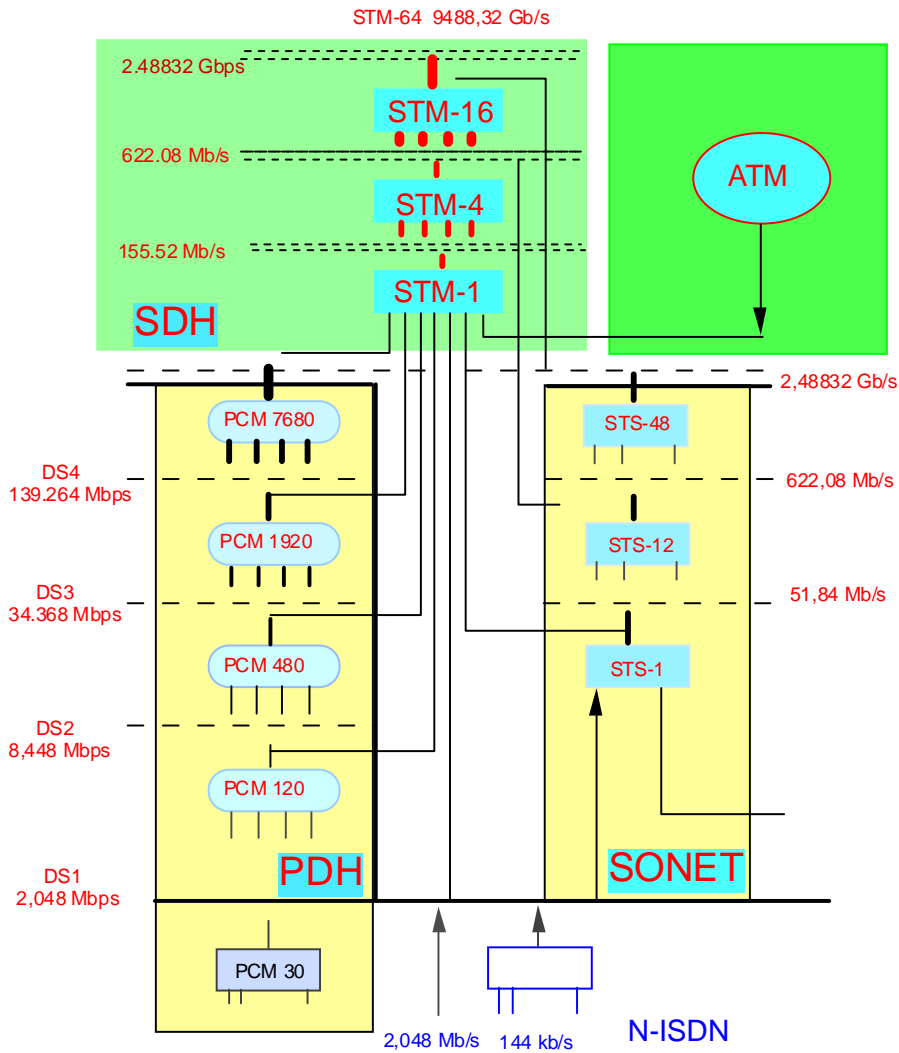 STM-64 9488,32 Gb/s
2.48832 Gbps
STM-16
622.08 Mb/s
STM-4
ATM
155.52 Mb/s
STM-1
SDH
2,48832 Gb/s
PCM 7680
STS-48
DS4
139.264 Mbps
622,08 Mb/s
PCM 1920
STS-12
DS3
34.368 Mbps
51,84 Mb/s
PCM 480
STS-1
DS2
8,448 Mbps
PCM 120
PDH
SONET
DS1
2,048 Mbps
PCM 30
2,048 Mb/s
144 kb/s
N-ISDN